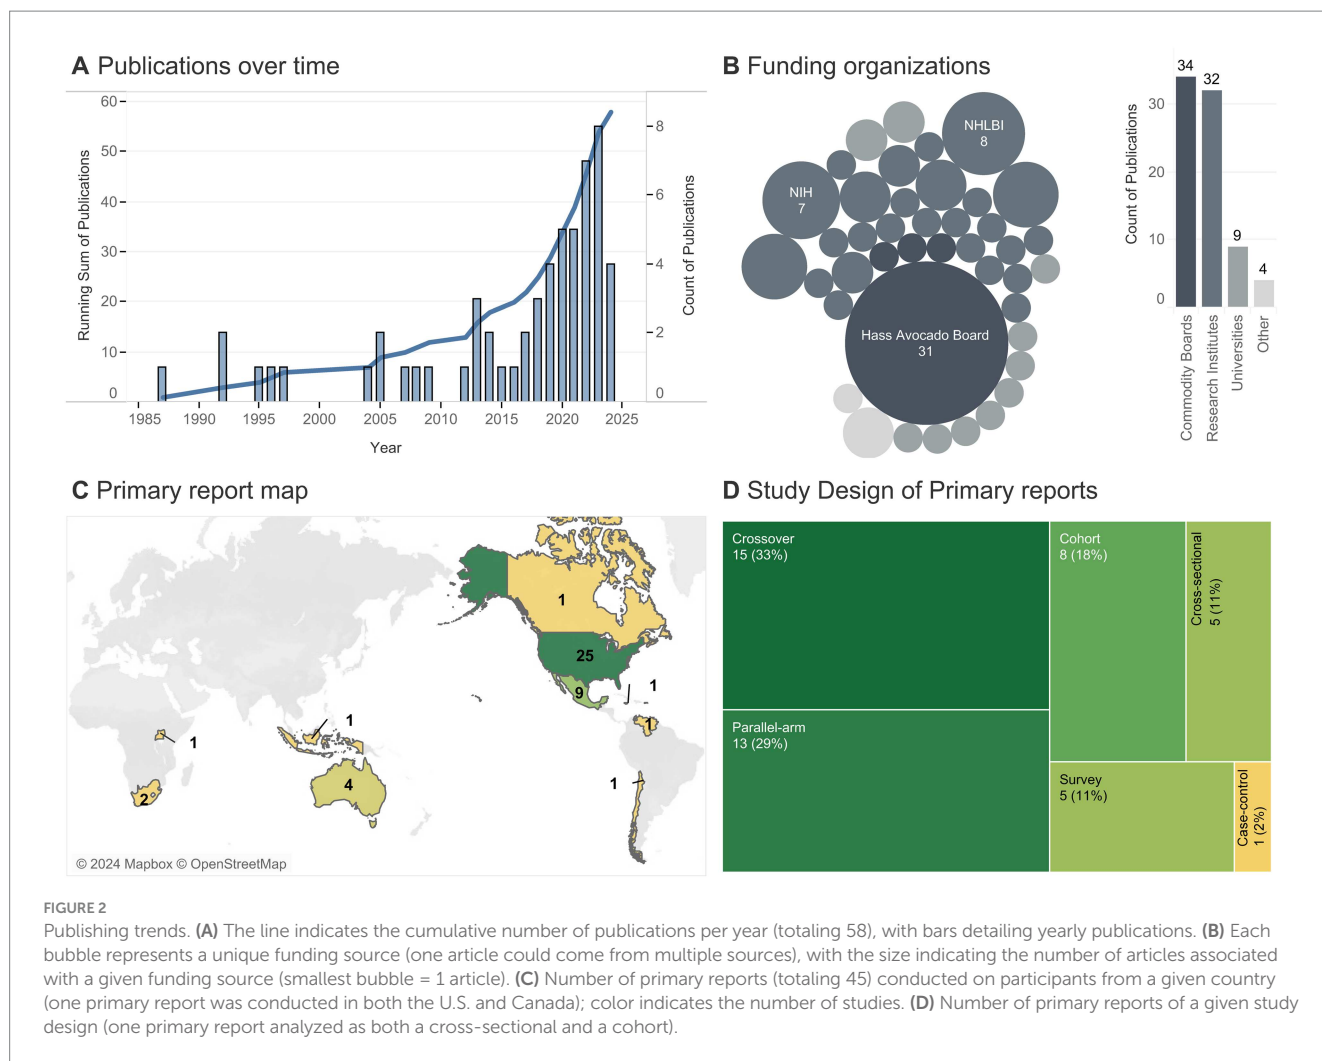 A Publications over time
60
50
40
30
20
10
0
Running Sum of Publications
8
6
4
2
0
Count of Publications
1985 1990 1995 2000 2005 2010 2015 2020 2025
Year
B Funding organizations
NHLBI
8
NIH
7
Hass Avocado Board
31
34
32
9
4
30
20
10
0
Count of Publications
Commodity Boards
Research Institutes
Universities
Other
C Primary report map
1
25
9
1
1
1
1
1
4
2
1
© 2024 Mapbox © OpenStreetMap
D Study Design of Primary reports
Crossover
15 (33%)
Parallel-arm
13 (29%)
Cohort
8 (18%)
Cross-sectional
5 (11%)
Survey
5 (11%)
Case-control
1 (2%)
FIGURE 2
Publishing trends. (A) The line indicates the cumulative number of publications per year (totaling 58), with bars detailing yearly publications. (B) Each
bubble represents a unique funding source (one article could come from multiple sources), with the size indicating the number of articles associated
with a given funding source (smallest bubble = 1 article). (C) Number of primary reports (totaling 45) conducted on participants from a given country
(one primary report was conducted in both the U.S. and Canada); color indicates the number of studies. (D) Number of primary reports of a given study
design (one primary report analyzed as both a cross-sectional and a cohort).